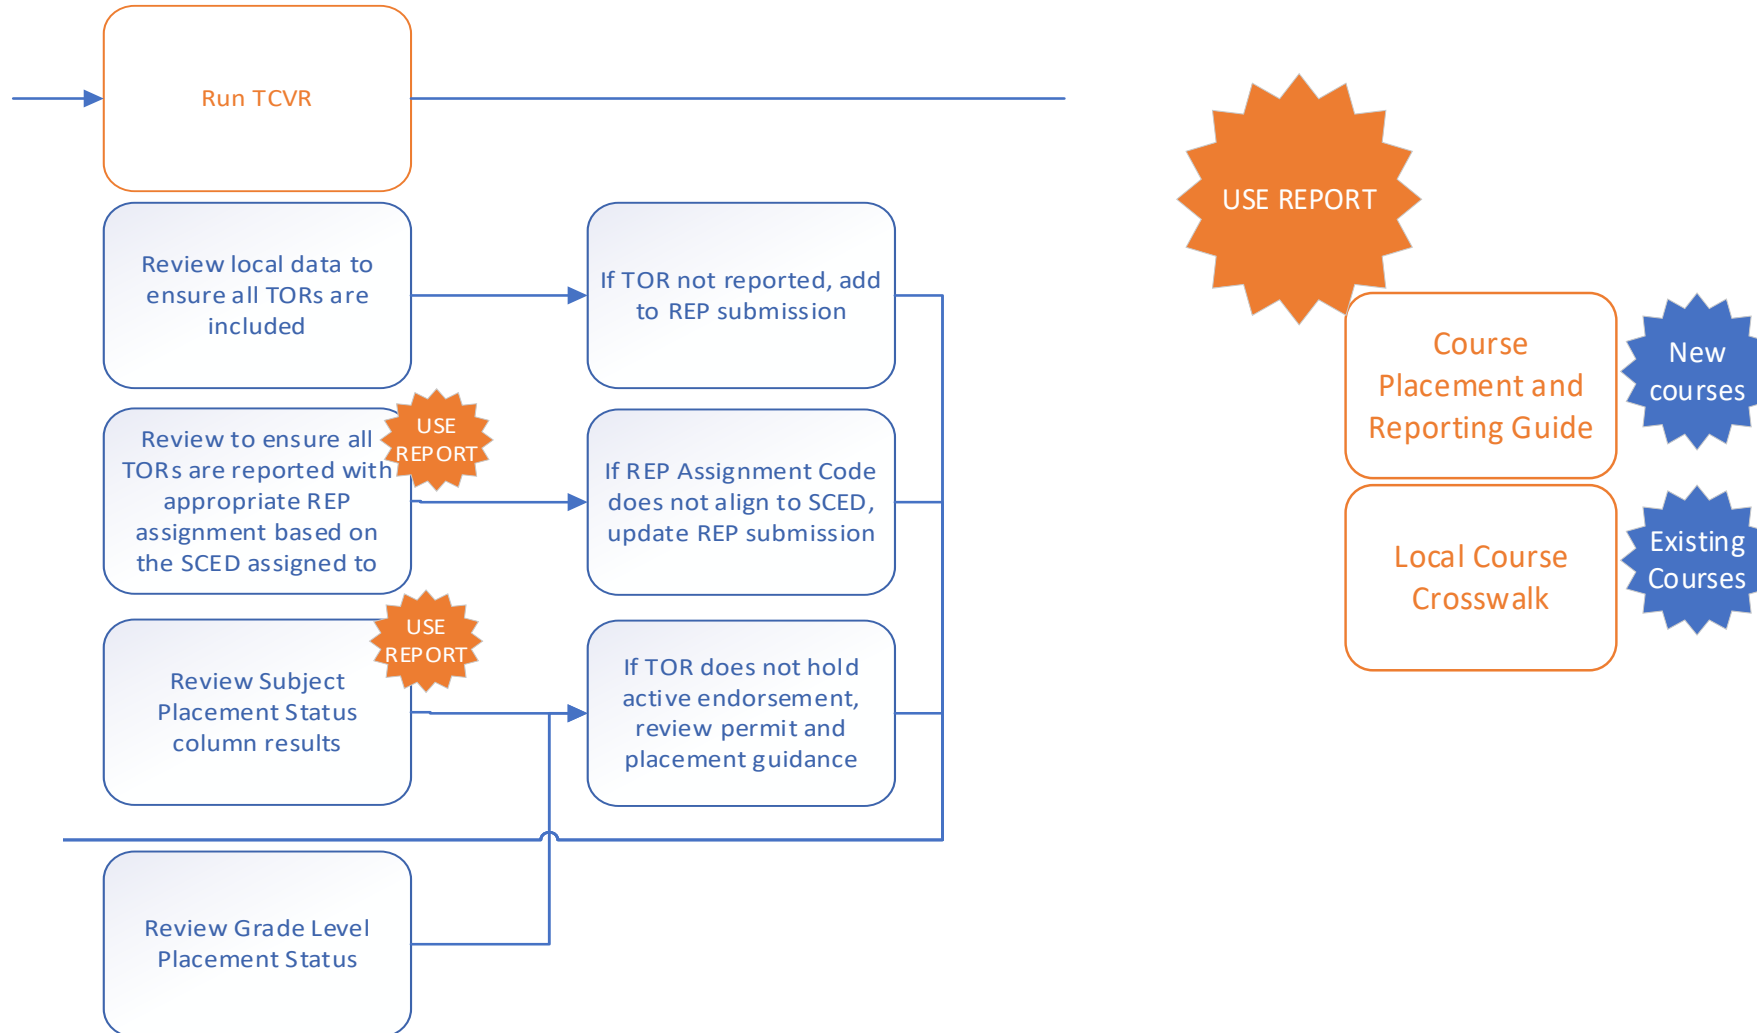 Run TCVR
Review local data to
ensure all TORs are
included
If TOR not reported, add
to REP submission
Review to ensure all
TORs are reported with
appropriate REP
assignment based on
the SCED assigned to
USE
REPORT
If REP Assignment Code
does not align to SCED,
update REP submission
Review Subject
Placement Status
column results
USE
REPORT
If TOR does not hold
active endorsement,
review permit and
placement guidance
Review Grade Level
Placement Status
USE REPORT
Course
Placement and
Reporting Guide
New
courses
Local Course
Crosswalk
Existing
Courses